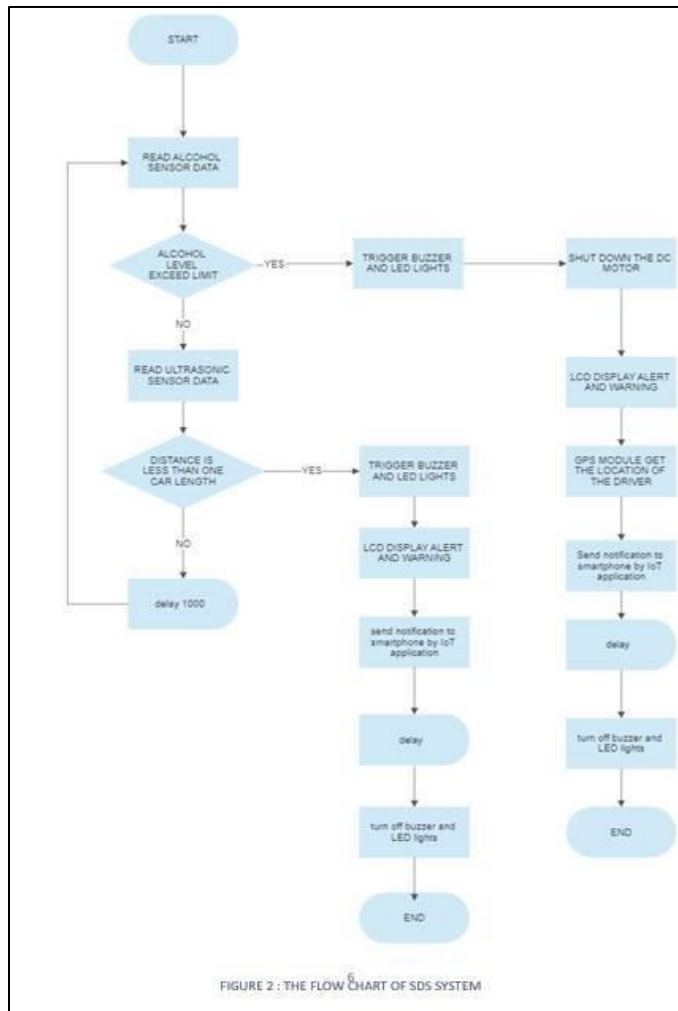 START
READ ALCOHOL
SENSOR DATA
ALCOHOL
LEVEL
EXCEED LIMIT
YES
TRIGGER BUZZER
AND LED LIGHTS
SHUT DOWN THE DC
MOTOR
NO
READ ULTRASONIC
SENSOR DATA
LCD DISPLAY ALERT
AND WARNING
DISTANCE IS
LESS THAN ONE
CAR LENGTH
YES
TRIGGER BUZZER
AND LED LIGHTS
GPS MODULE GET
THE LOCATION OF
THE DRIVER
NO
LCD DISPLAY ALERT
AND WARNING
Send notification to
smartphone by IoT
application
delay 1000
send notification to
smartphone by IoT
application
delay
delay
turn off buzzer and
LED lights
turn off buzzer and
LED lights
END
END
6
FIGURE 2 : THE FLOW CHART OF SDS SYSTEM